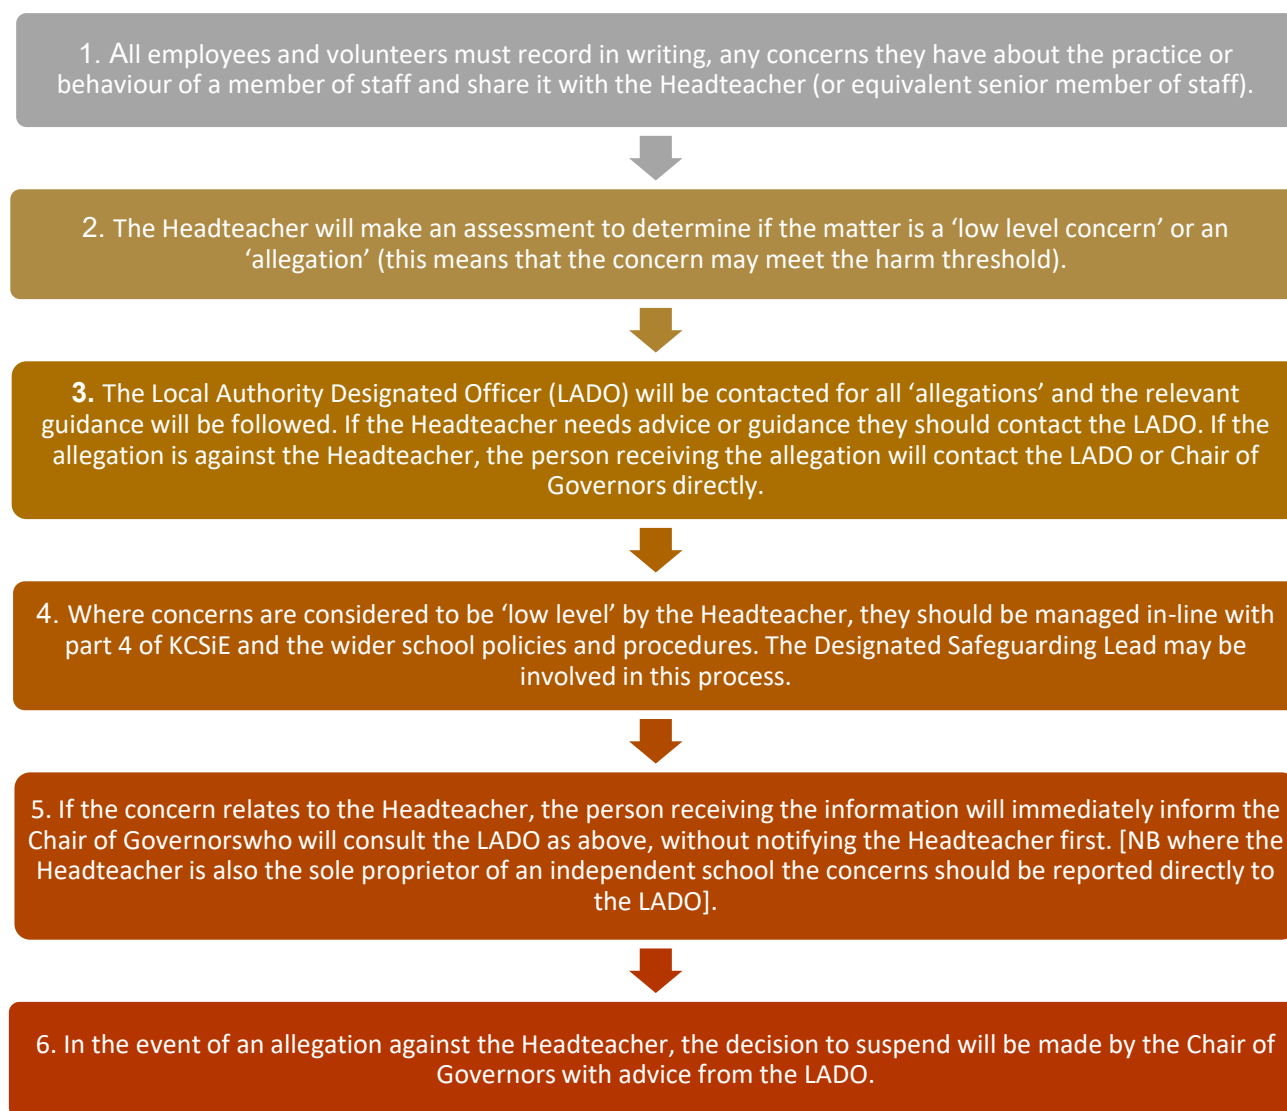 1. All employees and volunteers must record in writing, any concerns they have about the practice or
behaviour of a member of staff and share it with the Headteacher (or equivalent senior member of staff).
2. The Headteacher will make an assessment to determine if the matter is a ‘low level concern’ or an
‘allegation’ (this means that the concern may meet the harm threshold).
3. The Local Authority Designated Officer (LADO) will be contacted for all ‘allegations’ and the relevant
guidance will be followed. If the Headteacher needs advice or guidance they should contact the LADO. If the
allegation is against the Headteacher, the person receiving the allegation will contact the LADO or Chair of
Governors directly.
4. Where concerns are considered to be ‘low level’ by the Headteacher, they should be managed in-line with
part 4 of KCSiE and the wider school policies and procedures. The Designated Safeguarding Lead may be
involved in this process.
5. If the concern relates to the Headteacher, the person receiving the information will immediately inform the
Chair of Governorswho will consult the LADO as above, without notifying the Headteacher first. [NB where the
Headteacher is also the sole proprietor of an independent school the concerns should be reported directly to
the LADO].
6. In the event of an allegation against the Headteacher, the decision to suspend will be made by the Chair of
Governors with advice from the LADO.